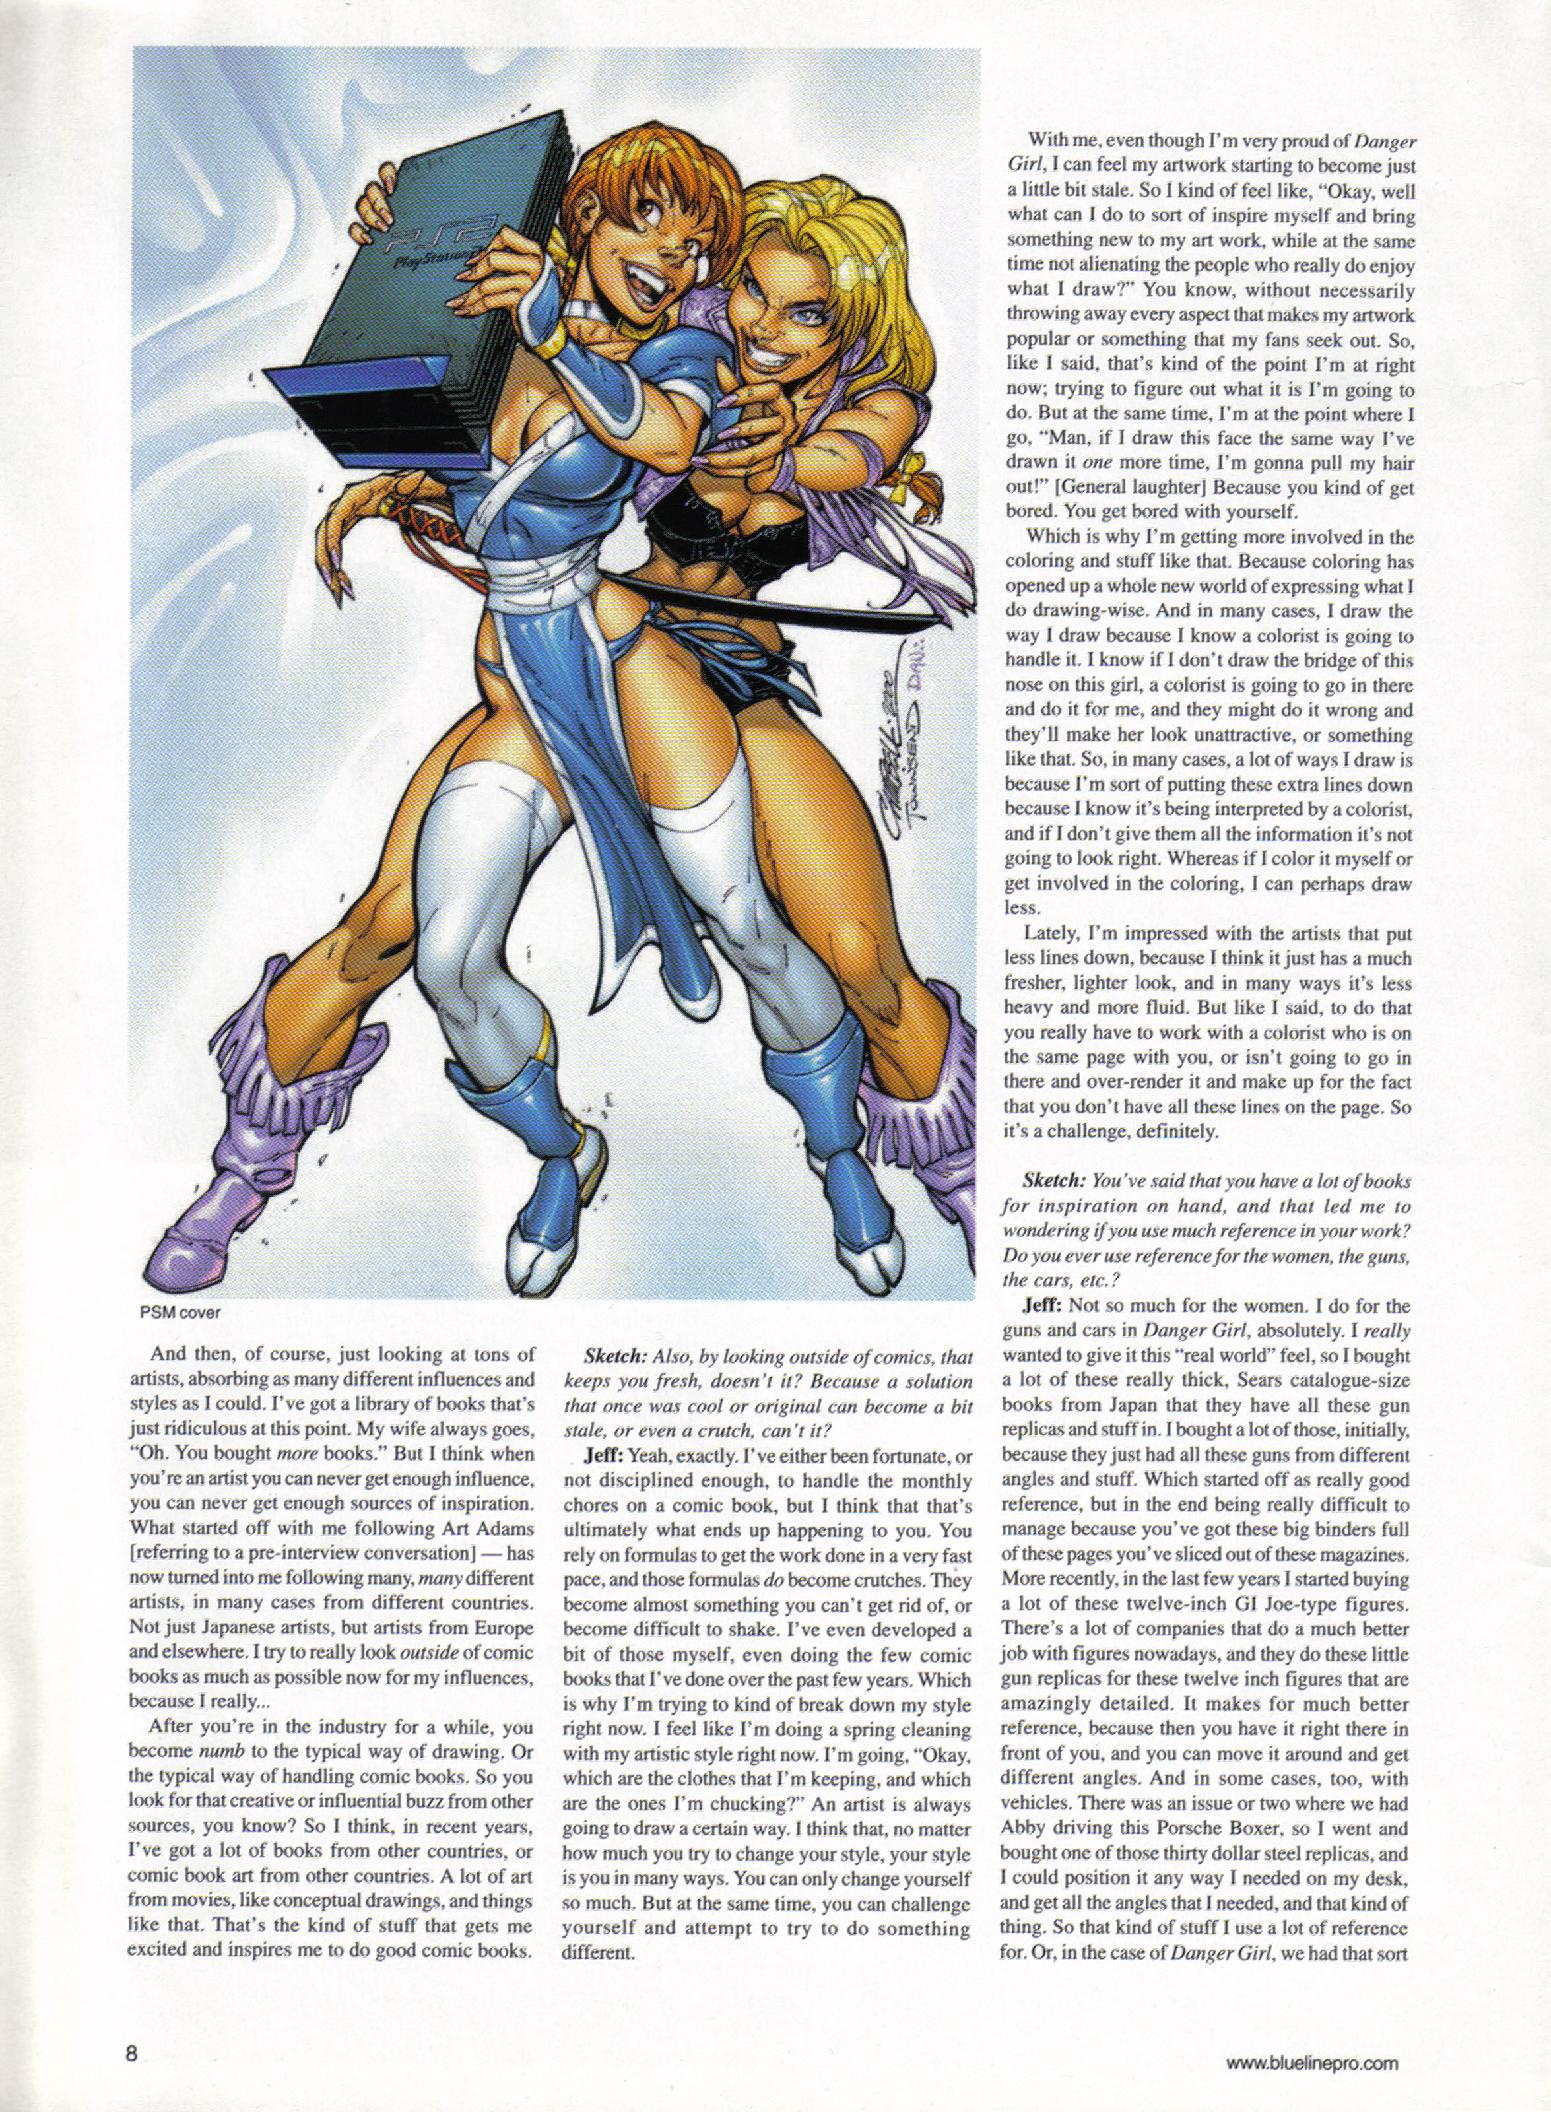 PSM cover
PS2
PlayStation
CAMPBELL. 2000
TOWNSEND
And then, of course, just looking at tons of
artists, absorbing as many different influences and
styles as I could. I've got a library of books that's
just ridiculous at this point. My wife always goes,
“Oh. You bought more books.” But I think when
you're an artist you can never get enough influence,
you can never get enough sources of inspiration.
What started off with me following Art Adams
[referring to a pre-interview conversation] — has
now turned into me following many, many different
artists, in many cases from different countries.
Not just Japanese artists, but artists from Europe
and elsewhere. I try to really look outside of comic
books as much as possible now for my influences,
because I really...
After you're in the industry for a while, you
become numb to the typical way of drawing. Or
the typical way of handling comic books. So you
look for that creative or influential buzz from other
sources, you know? So I think, in recent years,
I've got a lot of books from other countries, or
comic book art from other countries. A lot of art
from movies, like conceptual drawings, and things
like that. That's the kind of stuff that gets me
excited and inspires me to do good comic books.
Sketch: Also, by looking outside of comics, that
keeps you fresh, doesn't it? Because a solution
that once was cool or original can become a bit
stale, or even a crutch, can't it?
Jeff: Yeah, exactly. I've either been fortunate, or
not disciplined enough, to handle the monthly
chores on a comic book, but I think that that's
ultimately what ends up happening to you. You
rely on formulas to get the work done in a very fast
pace, and those formulas do become crutches. They
become almost something you can't get rid of, or
become difficult to shake. I've even developed a
bit of those myself, even doing the few comic
books that I've done over the past few years. Which
is why I'm trying to kind of break down my style
right now. I feel like I'm doing a spring cleaning
with my artistic style right now. I'm going, “Okay,
which are the clothes that I'm keeping, and which
are the ones I'm chucking?” An artist is always
going to draw a certain way. I think that, no matter
how much you try to change your style, your style
is you in many ways. You can only change yourself
so much. But at the same time, you can challenge
yourself and attempt to try to do something
different.
With me, even though I'm very proud of Danger
Girl, I can feel my artwork starting to become just
a little bit stale. So I kind of feel like, “Okay, well
what can I do to sort of inspire myself and bring
something new to my art work, while at the same
time not alienating the people who really do enjoy
what I draw?” You know, without necessarily
throwing away every aspect that makes my artwork
popular or something that my fans seek out. So,
like I said, that's kind of the point I'm at right
now; trying to figure out what it is I'm going to
do. But at the same time, I'm at the point where I
go, “Man, if I draw this face the same way I've
drawn it one more time, I'm gonna pull my hair
out!” [General laughter] Because you kind of get
bored. You get bored with yourself.
Which is why I'm getting more involved in the
coloring and stuff like that. Because coloring has
opened up a whole new world of expressing what I
do drawing-wise. And in many cases, I draw the
way I draw because I know a colorist is going to
handle it. I know if I don't draw the bridge of this
nose on this girl, a colorist is going to go in there
and do it for me, and they might do it wrong and
they'll make her look unattractive, or something
like that. So, in many cases, a lot of ways I draw is
because I'm sort of putting these extra lines down
because I know it's being interpreted by a colorist,
and if I don't give them all the information it's not
going to look right. Whereas if I color it myself or
get involved in the coloring, I can perhaps draw
less.
Lately, I'm impressed with the artists that put
less lines down, because I think it just has a much
fresher, lighter look, and in many ways it's less
heavy and more fluid. But like I said, to do that
you really have to work with a colorist who is on
the same page with you, or isn't going to go in
there and over-render it and make up for the fact
that you don't have all these lines on the page. So
it's a challenge, definitely.
Sketch: You've said that you have a lot of books
for inspiration on hand, and that led me to
wondering if you use much reference in your work?
Do you ever use reference for the women, the guns,
the cars, etc.?
Jeff: Not so much for the women. I do for the
guns and cars in Danger Girl, absolutely. I really
wanted to give it this “real world” feel, so I bought
a lot of these really thick, Sears catalogue-size
books from Japan that they have all these gun
replicas and stuff in. I bought a lot of those, initially,
because they just had all these guns from different
angles and stuff. Which started off as really good
reference, but in the end being really difficult to
manage because you've got these big binders full
of these pages you've sliced out of these magazines.
More recently, in the last few years I started buying
a lot of these twelve-inch GI Joe-type figures.
There's a lot of companies that do a much better
job with figures nowadays, and they do these little
gun replicas for these twelve inch figures that are
amazingly detailed. It makes for much better
reference, because then you have it right there in
front of you, and you can move it around and get
different angles. And in some cases, too, with
vehicles. There was an issue or two where we had
Abby driving this Porsche Boxer, so I went and
bought one of those thirty dollar steel replicas, and
I could position it any way I needed on my desk,
and get all the angles that I needed, and that kind of
thing. So that kind of stuff I use a lot of reference
for. Or, in the case of Danger Girl, we had that sort
8
www.bluelinepro.com